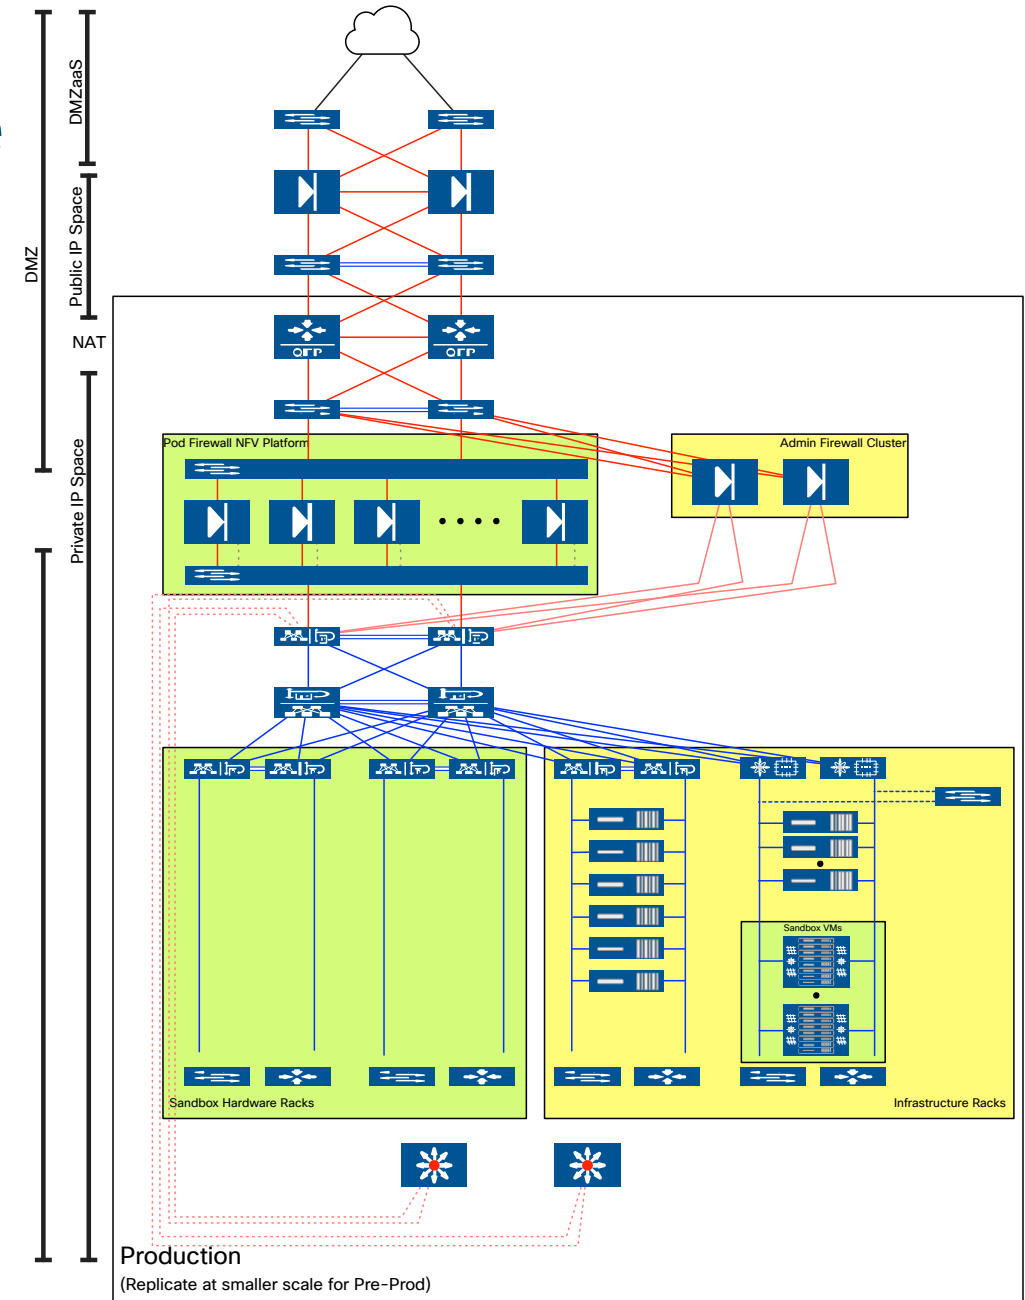 DMZaaS
DMZ
Public IP Space
NAT
Private IP Space
Pod Firewall NFV Platform
Admin Firewall Cluster
Sandbox VMs
Sandbox Hardware Racks
Infrastructure Racks
Production
(Replicate at smaller scale for Pre-Prod)